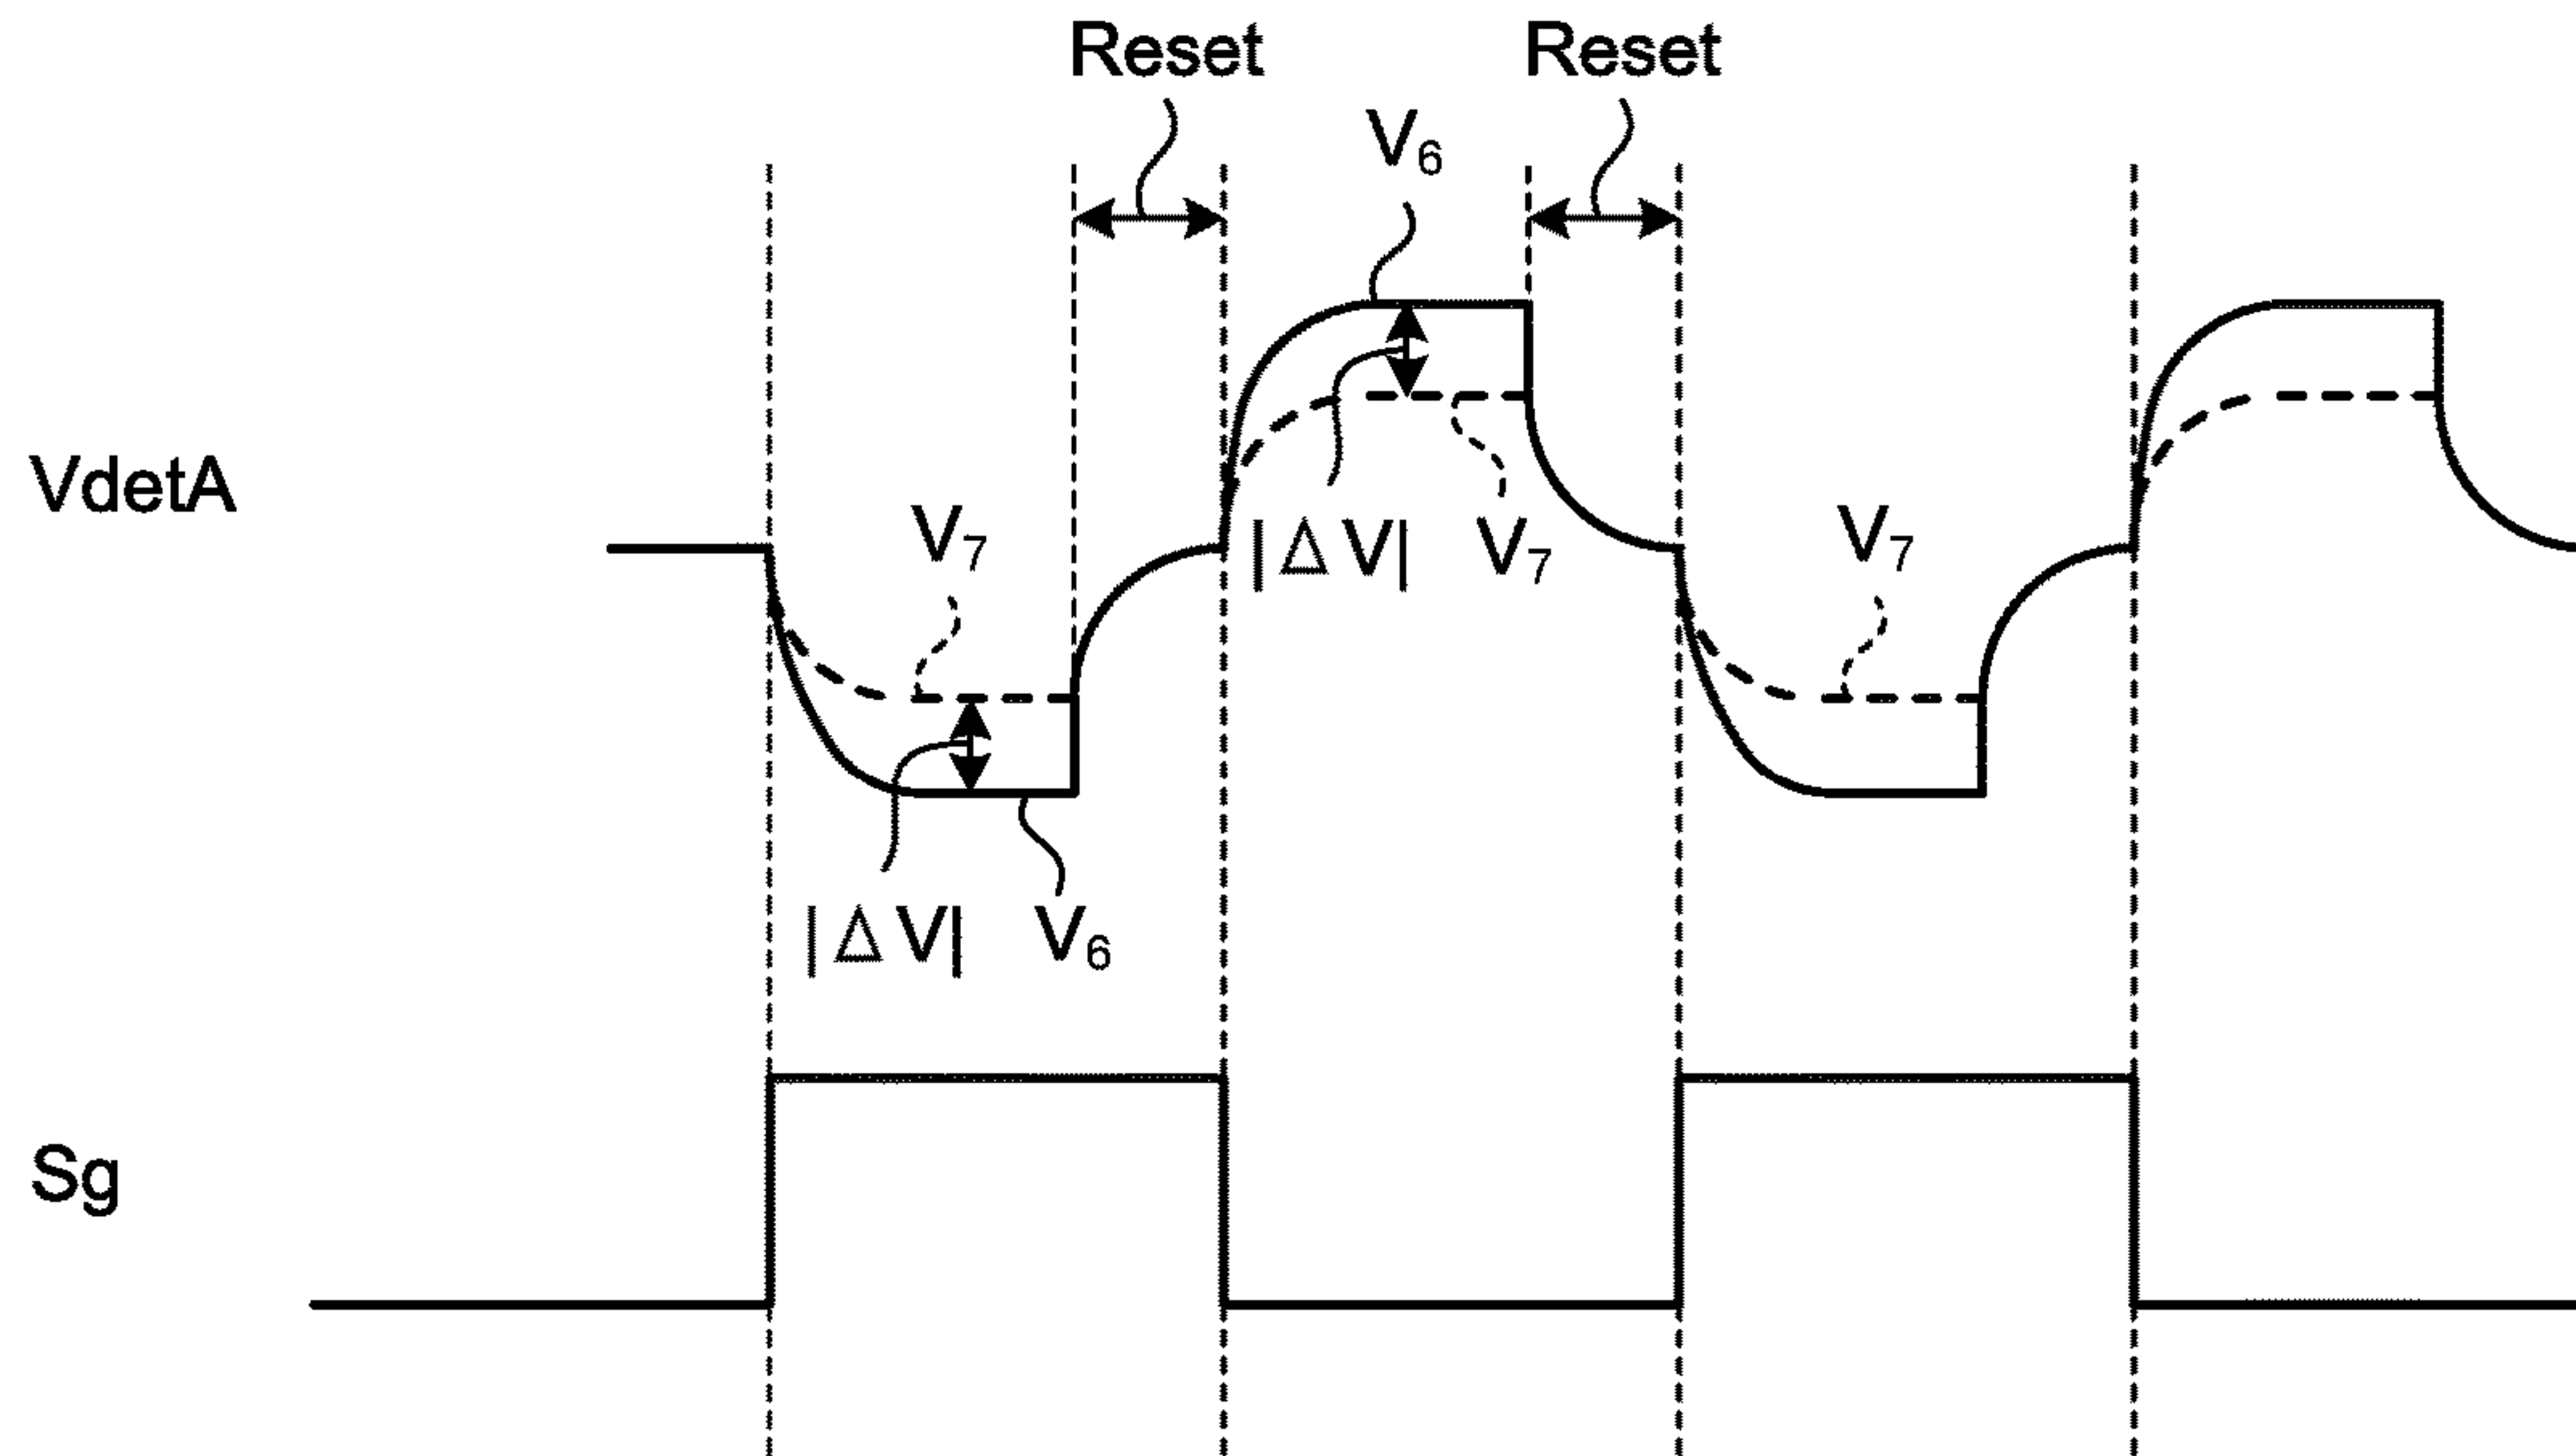 Reset Reset
V₆
VdetA
V₇ |ΔV| V₇ V₇
|ΔV| V₆
Sg